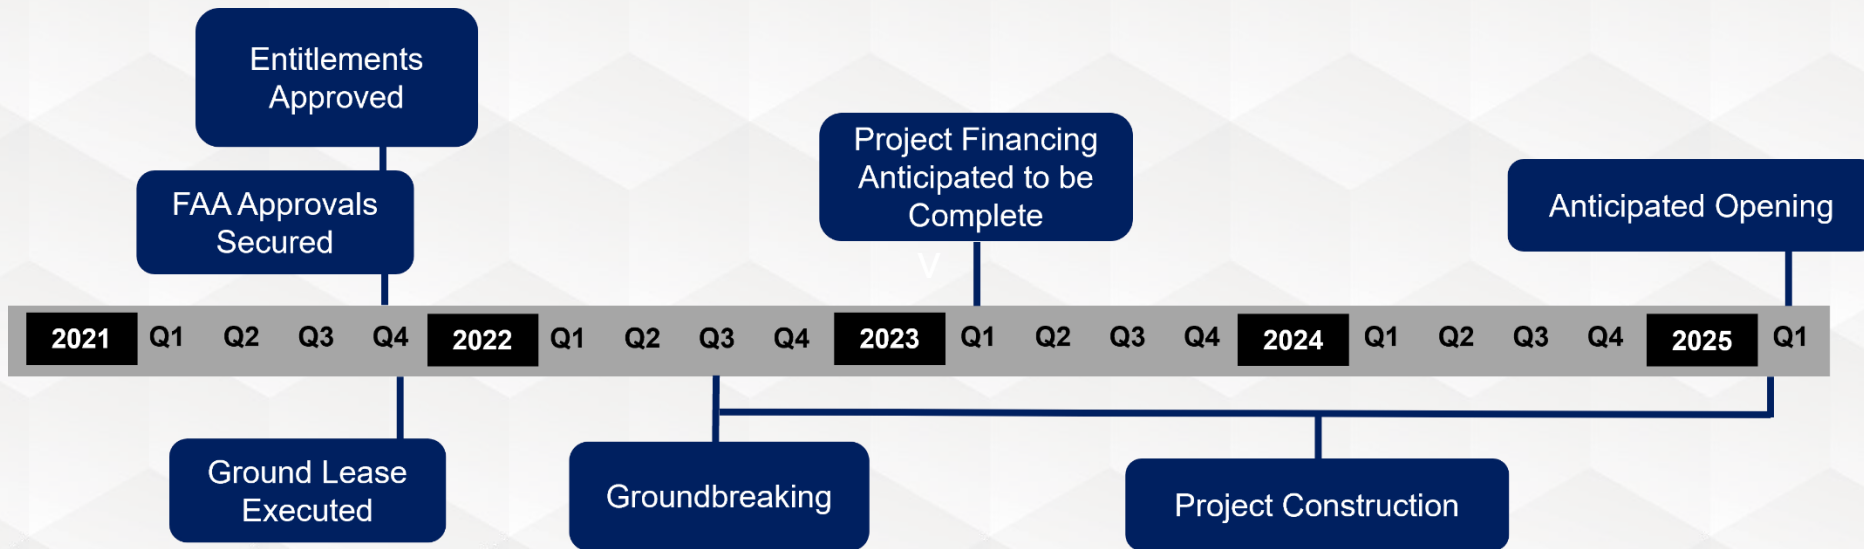 Entitlements
Approved
FAA Approvals
Secured
Project Financing
Anticipated to be
Complete
V
Anticipated Opening
2021 Q1 Q2 Q3 Q4 2022 Q1 Q2 Q3 Q4 2023 Q1 Q2 Q3 Q4 2024 Q1 Q2 Q3 Q4 2025 Q1
Ground Lease
Executed
Groundbreaking
Project Construction